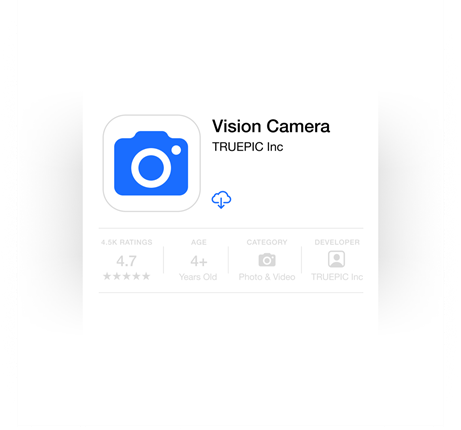 Vision Camera
TRUEPIC Inc
4.5K RATINGS AGE CATEGORY DEVELOPER
4.7 4+
★★★★★ Years Old Photo & Video TRUEPIC Inc